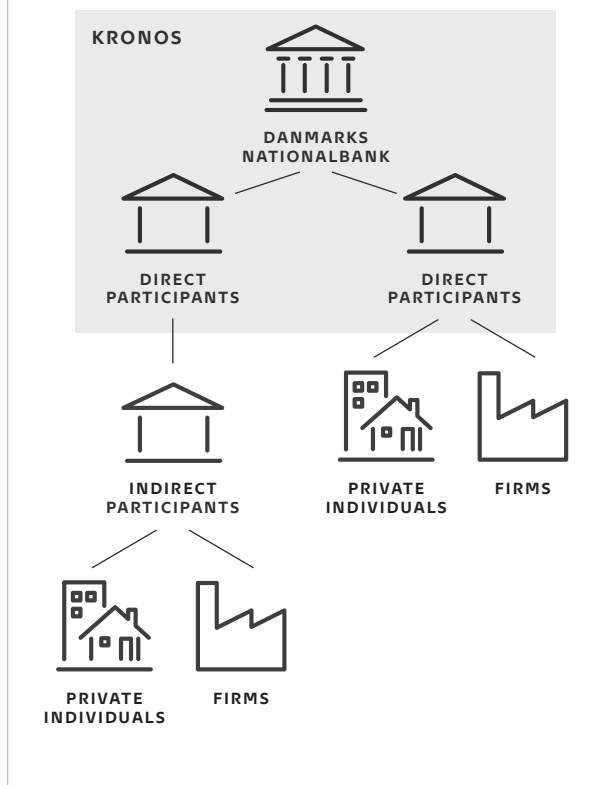 KRONOS
DANMARKS
NATIONALBANK
DIRECT
PARTICIPANTS
DIRECT
PARTICIPANTS
INDIRECT
PARTICIPANTS
PRIVATE
INDIVIDUALS
FIRMS
PRIVATE
INDIVIDUALS
FIRMS